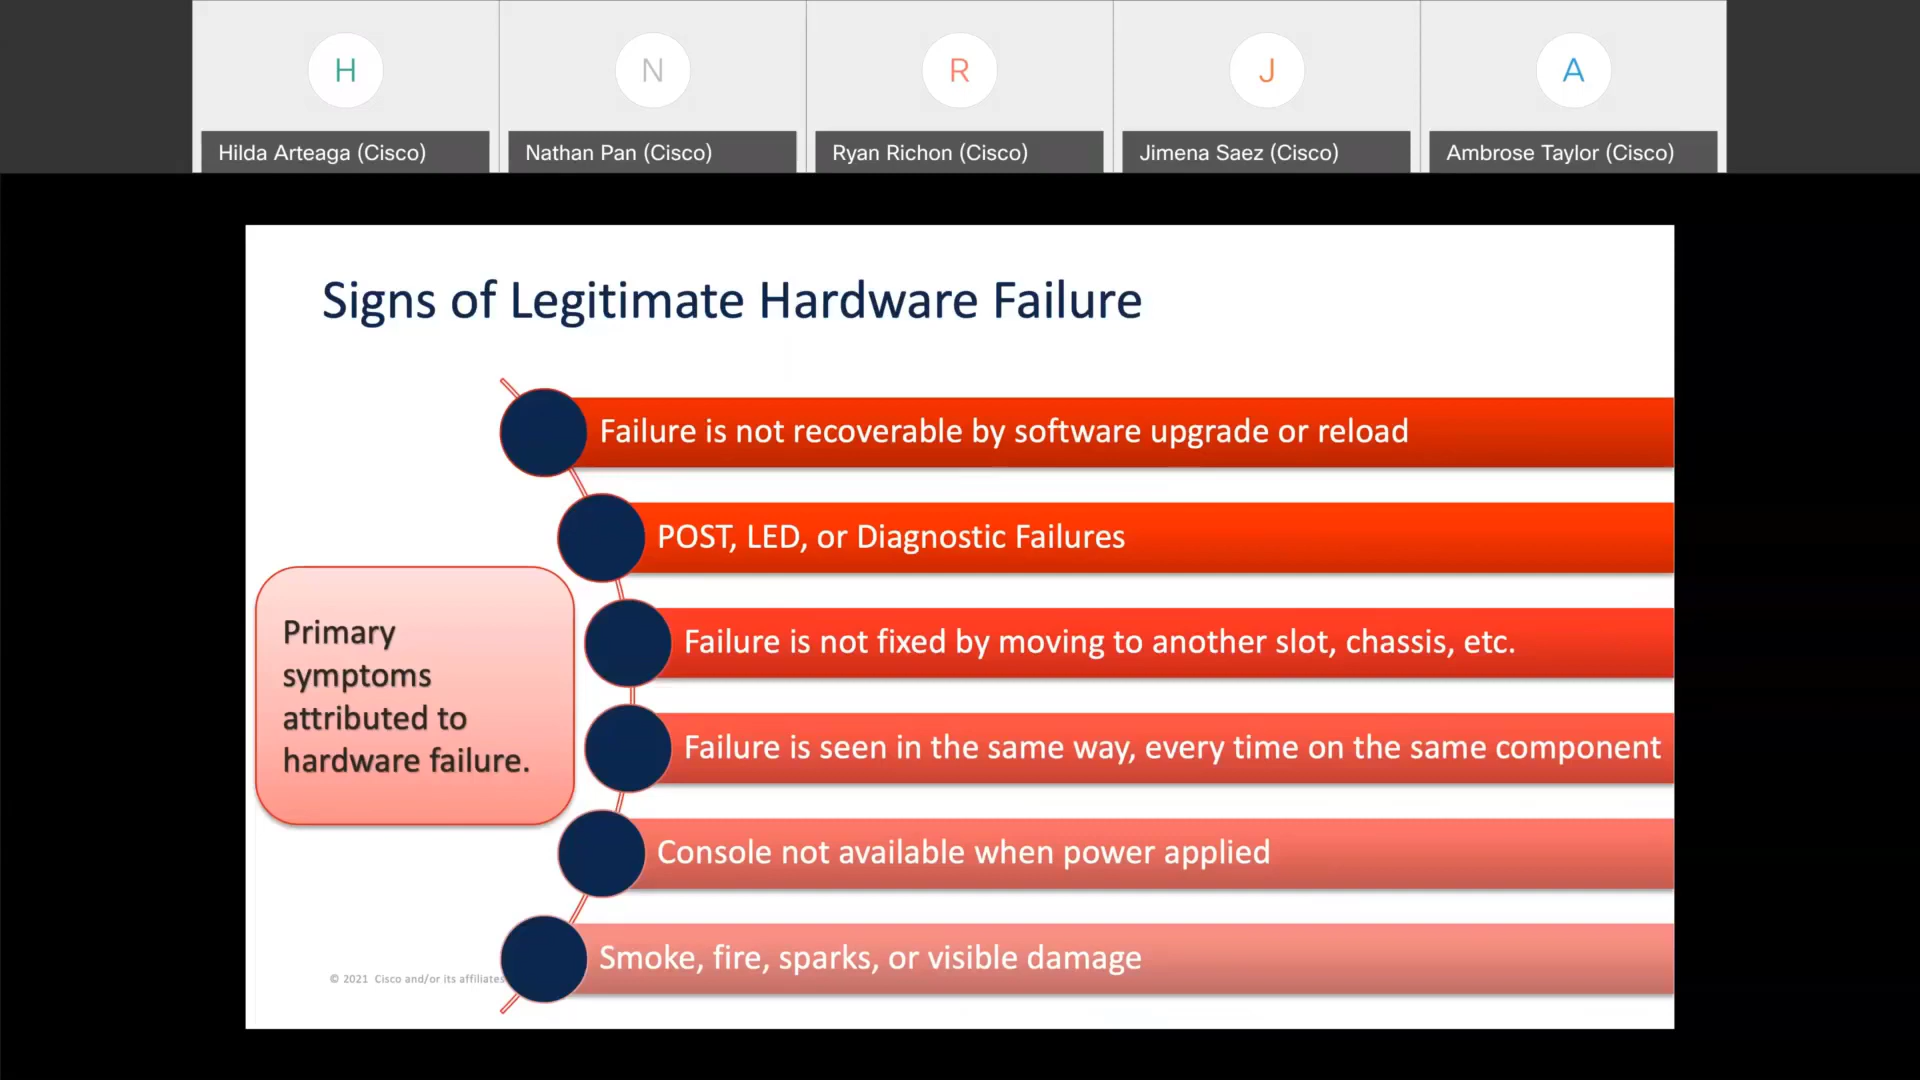 H
N
R
J
A
Hilda Arteaga (Cisco)
Nathan Pan (Cisco)
Ryan Richon (Cisco)
Jimena Saez (Cisco)
Ambrose Taylor (Cisco)
Signs of Legitimate Hardware Failure
Failure is not recoverable by software upgrade or reload
POST, LED, or Diagnostic Failures
Failure is not fixed by moving to another slot, chassis, etc.
Failure is seen in the same way, every time on the same component
Console not available when power applied
Smoke, fire, sparks, or visible damage
Primary
symptoms
attributed to
hardware failure.
© 2021 Cisco and/or its affiliates